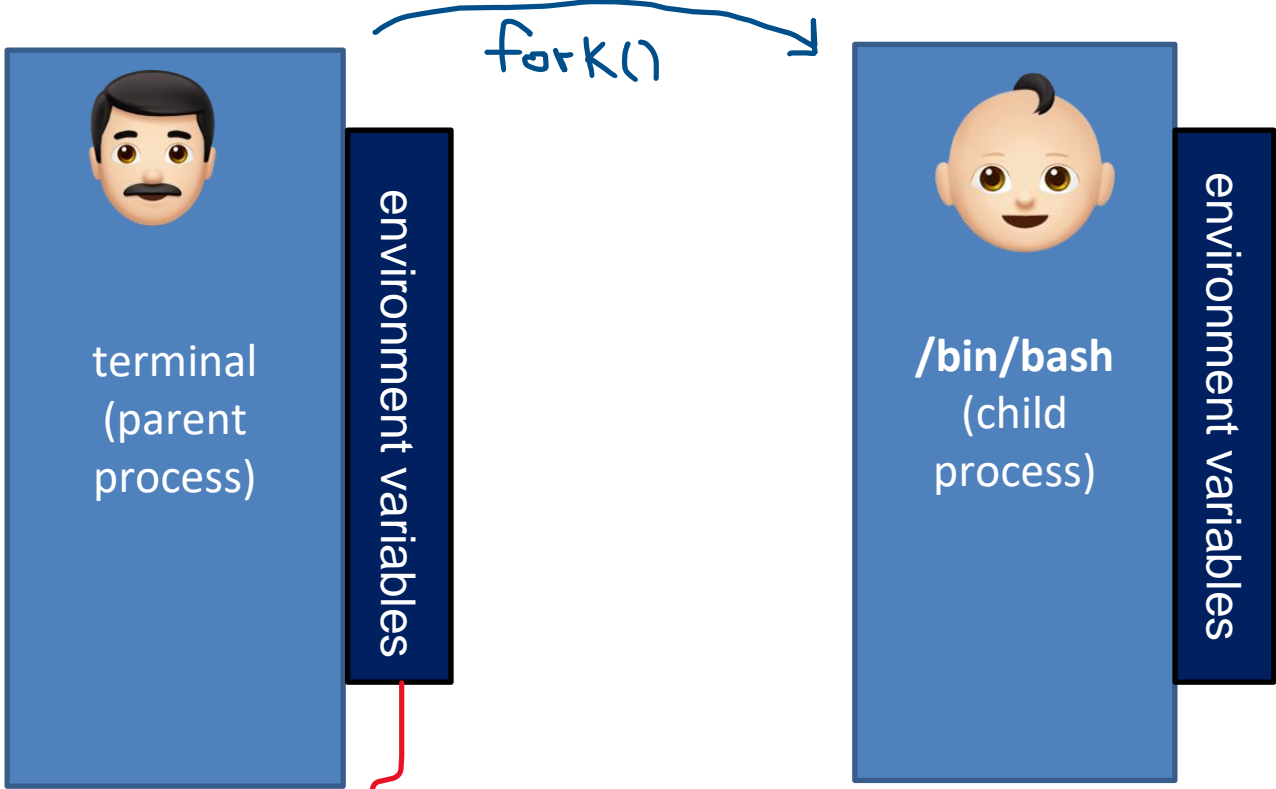 fork()
terminal
(parent
process)
environment variables
/bin/bash
(child
process)
environment variables